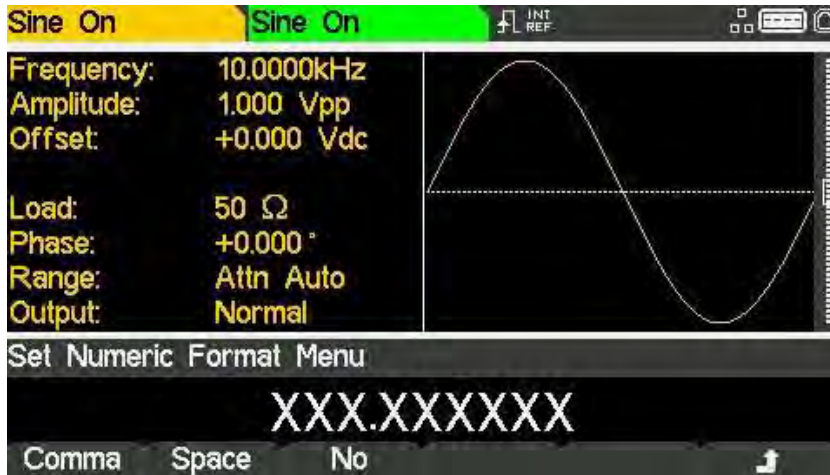 Sine On Sine On INT
REF
Frequency: 10.0000kHz
Amplitude: 1.000 Vpp
Offset: +0.000 Vdc
Load: 50 Ω
Phase: +0.000°
Range: Attn Auto
Output: Normal
Set Numeric Format Menu
XXX.XXXXXX
Comma Space No